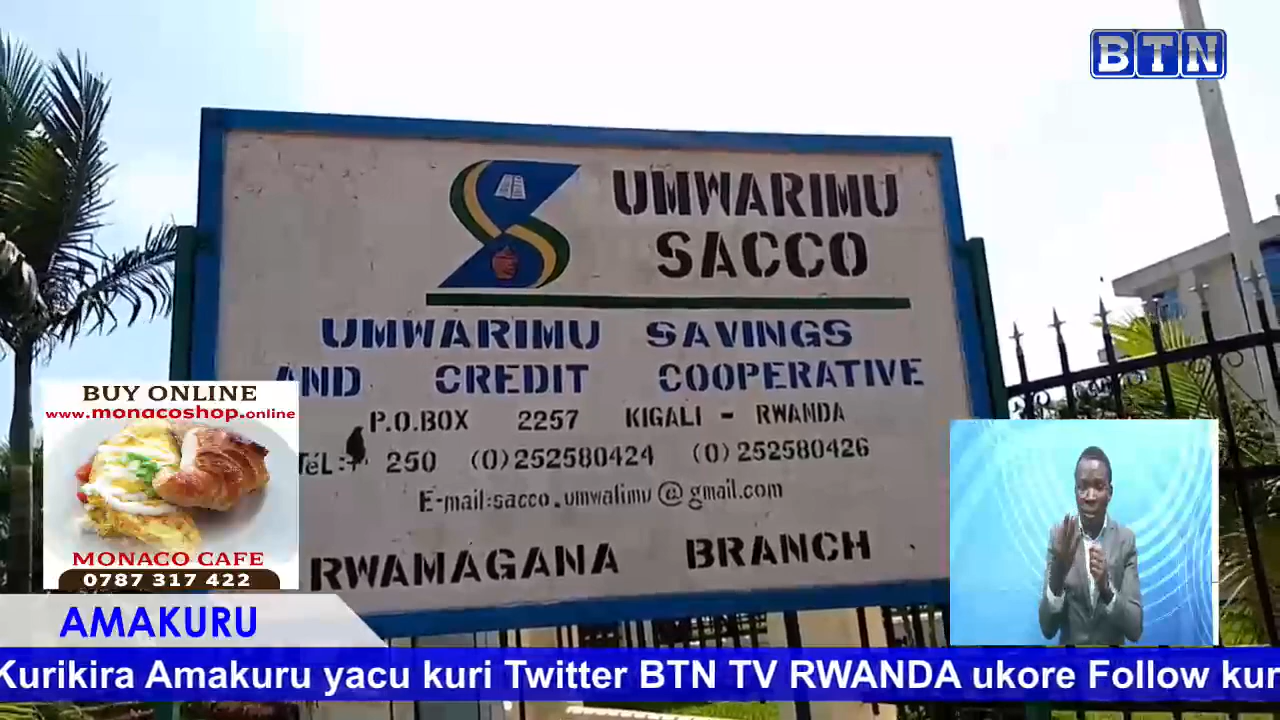 BTN
UMWARIMU
SACCO
UMWARIMU SAVINGS
AND CREDIT COOPERATIVE
P.O.BOX 2257 KIGALI - RWANDA
TéL:+ 250 (0)252580424 (0)252580426
E-mail:sacco.umwalimu@gmail.com
RWAMAGANA BRANCH
BUY ONLINE
www.monacoshop.online
MONACO CAFE
0787 317 422
AMAKURU
Kurikira Amakuru yacu kuri Twitter BTN TV RWANDA ukore Follow kur